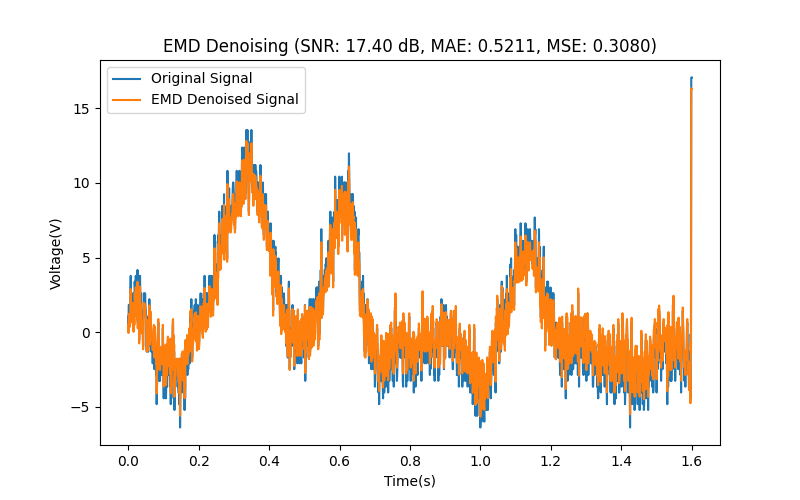 EMD Denoising (SNR: 17.40 dB, MAE: 0.5211, MSE: 0.3080)
Original Signal
EMD Denoised Signal
15
10
5
0
−5
Voltage(V)
0.0 0.2 0.4 0.6 0.8 1.0 1.2 1.4 1.6
Time(s)